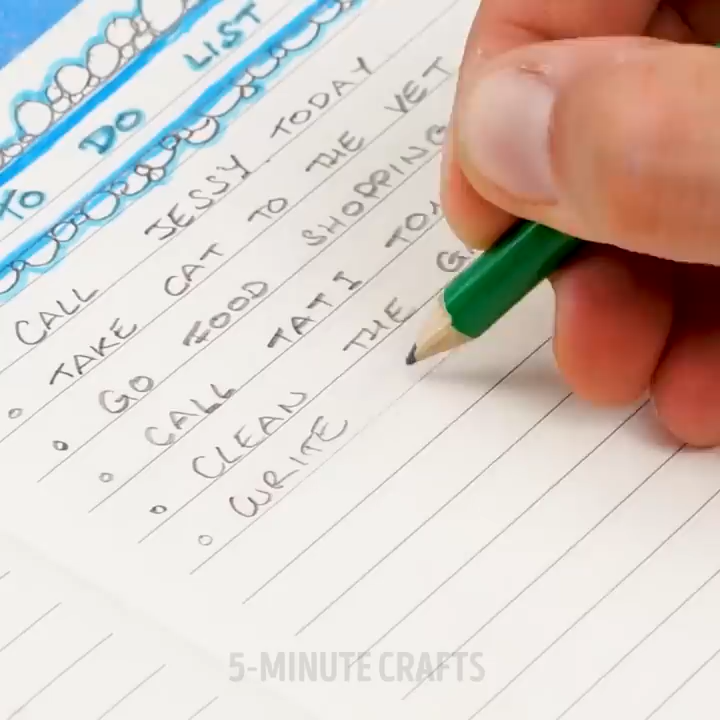 TO DO LIST
CALL JESSY TODAY
TAKE CAT TO THE VET
GO FOOD SHOPPING
CALL TATI
CLEAN THE
WRITE
5-MINUTE CRAFTS